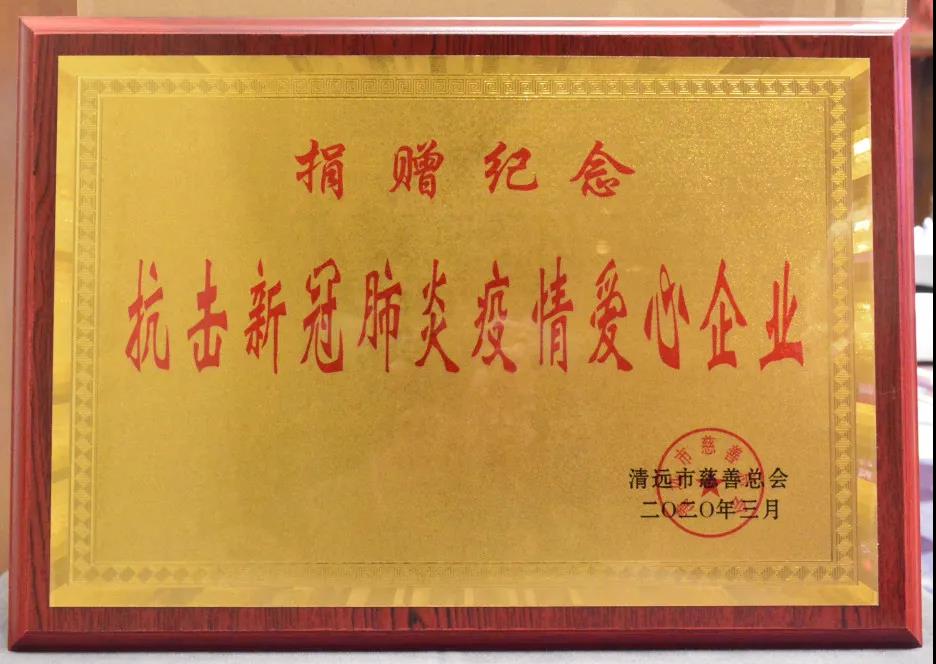 捐赠纪念
抗击新冠肺炎疫情爱心企业
清远市慈善总会
二〇二〇年三月